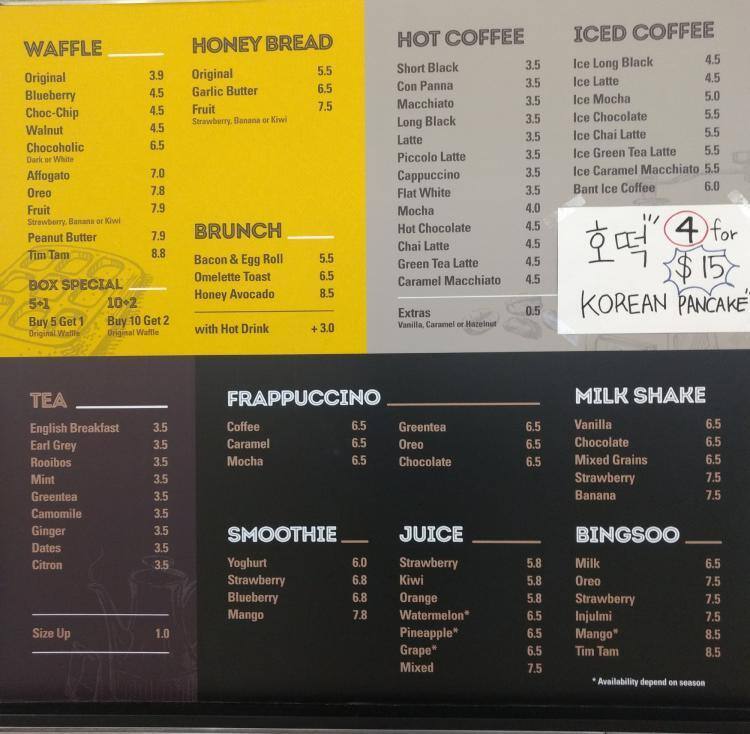 WAFFLE
Original 3.9
Blueberry 4.5
Choc-Chip 4.5
Walnut 4.5
Chocoholic 6.5
Dark or White
Affogato 7.0
Oreo 7.8
Fruit 7.9
Strawberry, Banana or Kiwi
Peanut Butter 7.9
Tim Tam 8.8
BOX SPECIAL
5+1 10+2
Buy 5 Get 1 Buy 10 Get 2
Original Waffle Original Waffle
HONEY BREAD
Original 5.5
Garlic Butter 6.5
Fruit 7.5
Strawberry, Banana or Kiwi
BRUNCH
Bacon & Egg Roll 5.5
Omelette Toast 6.5
Honey Avocado 8.5
with Hot Drink + 3.0
HOT COFFEE
Short Black 3.5
Con Panna 3.5
Macchiato 3.5
Long Black 3.5
Latte 3.5
Piccolo Latte 3.5
Cappuccino 3.5
Flat White 3.5
Mocha 4.0
Hot Chocolate 4.5
Chai Latte 4.5
Green Tea Latte 4.5
Caramel Macchiato 4.5
Extras 0.5
Vanilla, Caramel or Hazelnut
ICED COFFEE
Ice Long Black 4.5
Ice Latte 4.5
Ice Mocha 5.0
Ice Chocolate 5.5
Ice Chai Latte 5.5
Ice Green Tea Latte 5.5
Ice Caramel Macchiato 5.5
Bant Ice Coffee 6.0
호떡" 4 for
$15
KOREAN PANCAKE"
TEA
English Breakfast 3.5
Earl Grey 3.5
Rooibos 3.5
Mint 3.5
Greentea 3.5
Camomile 3.5
Ginger 3.5
Dates 3.5
Citron 3.5
Size Up 1.0
FRAPPUCCINO
Coffee 6.5
Caramel 6.5
Mocha 6.5
Greentea 6.5
Oreo 6.5
Chocolate 6.5
MILK SHAKE
Vanilla 6.5
Chocolate 6.5
Mixed Grains 6.5
Strawberry 7.5
Banana 7.5
SMOOTHIE
Yoghurt 6.0
Strawberry 6.8
Blueberry 6.8
Mango 7.8
JUICE
Strawberry 5.8
Kiwi 5.8
Orange 5.8
Watermelon* 6.5
Pineapple* 6.5
Grape* 6.5
Mixed 7.5
BINGSOO
Milk 6.5
Oreo 7.5
Strawberry 7.5
Injulmi 7.5
Mango* 8.5
Tim Tam 8.5
* Availability depend on season